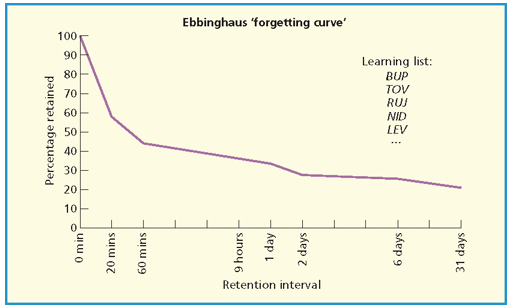 Ebbinghaus ‘forgetting curve‘
Percentage retained
100
90
80
70
60
50
40
30
20
10
0
Learning list:
BUP
TOV
RUJ
NID
LEV
...
0 min
20 mins
60 mins
9 hours
1 day
2 days
6 days
31 days
Retention interval